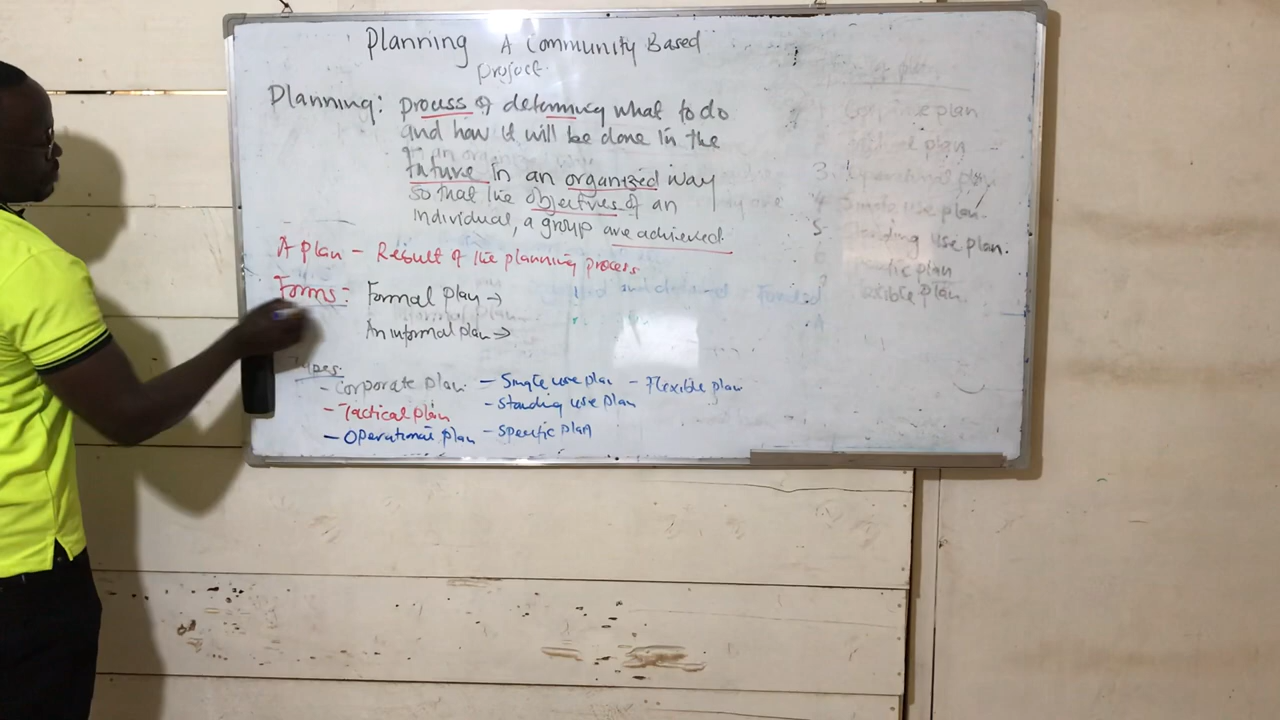 Planning A Community Based
project.
Planning: process of determincy what to do
and how it will be done in the
future in an organized way
so that the objectives of an
individual, a group are achieved.
A plan - Result of the planning process.
Forms: Formal plan →
An informal plan →
Types:
- Corporate plan - Single use plan - Flexible plan
- Tactical plan - Standing use plan
- Operational plan - Specific plan
Corporate plan
plan
3. Operational plan
4 Single use plan.
5 Standing use plan.
plan
Flexible plan.